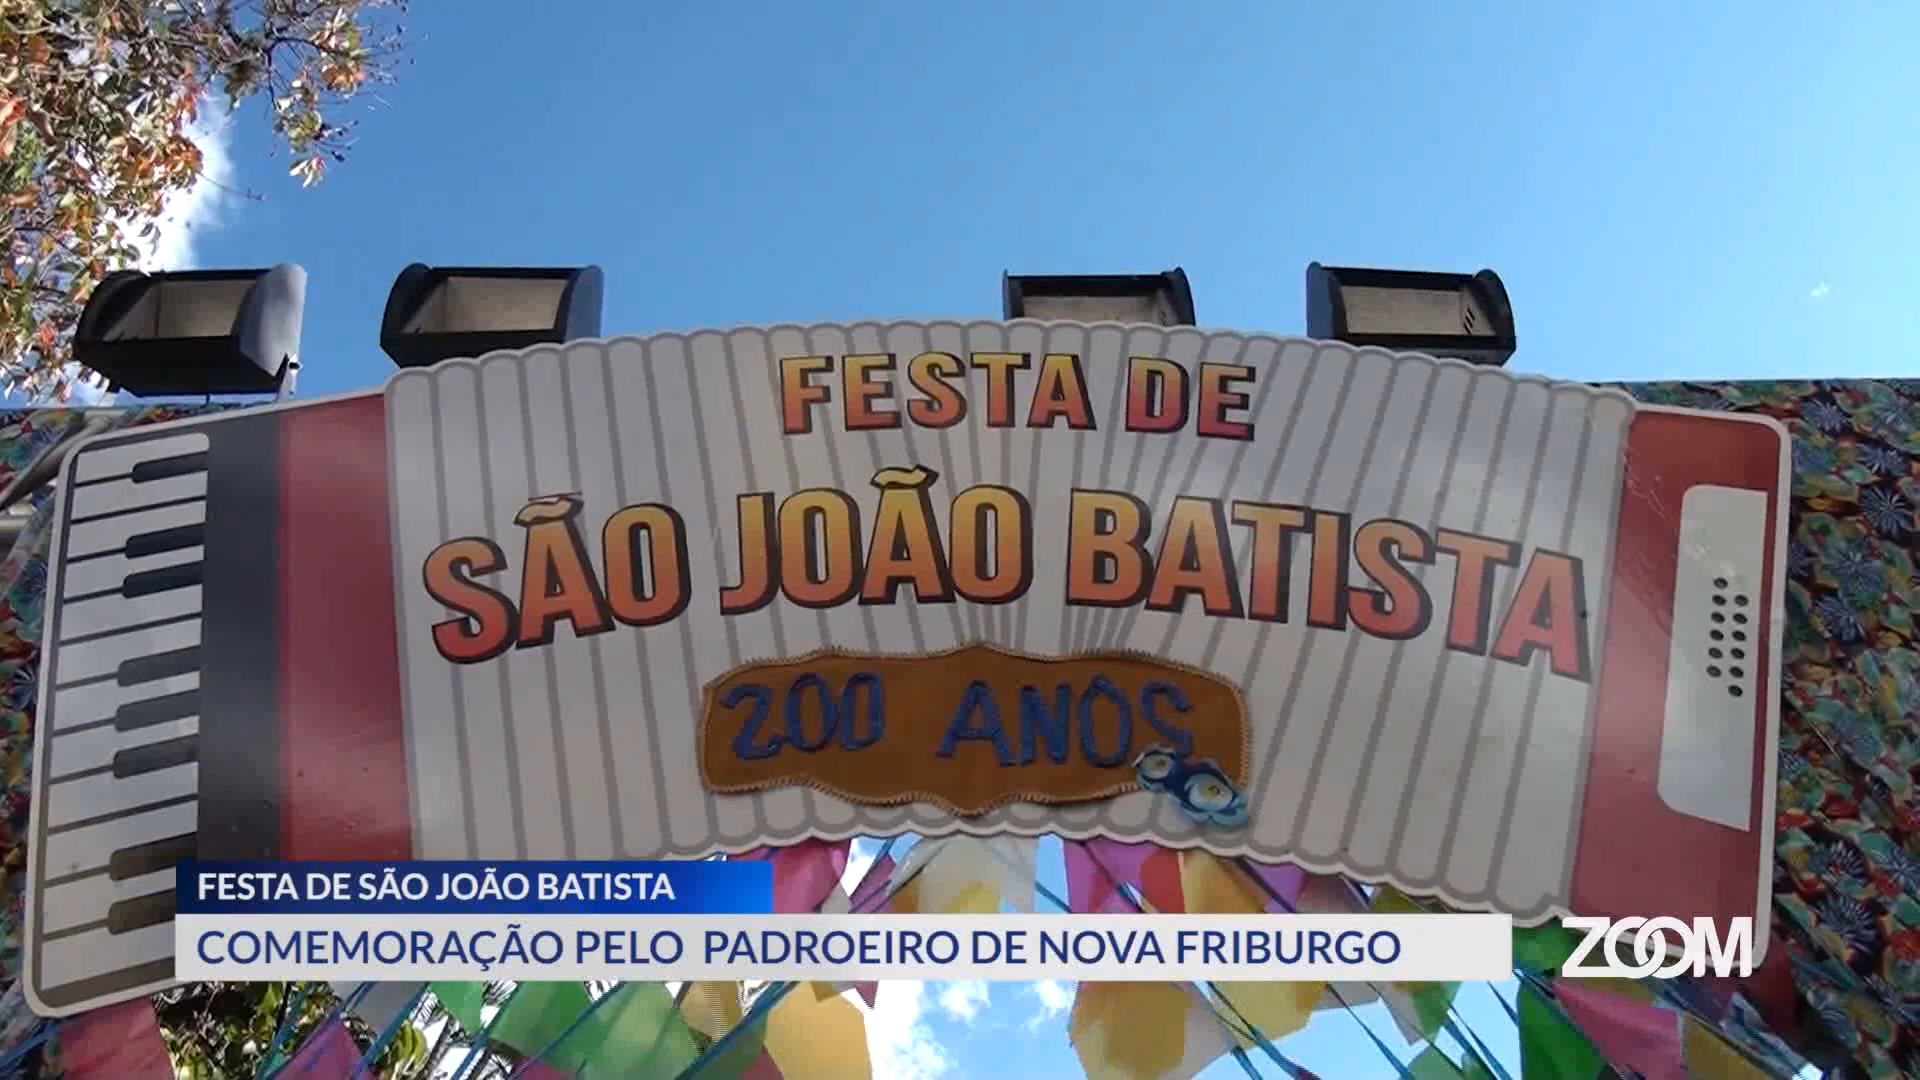 FESTA DE
SÃO JOÃO BATISTA
200 ANOS
FESTA DE SÃO JOÃO BATISTA
COMEMORAÇÃO PELO PADROEIRO DE NOVA FRIBURGO
ZOOM